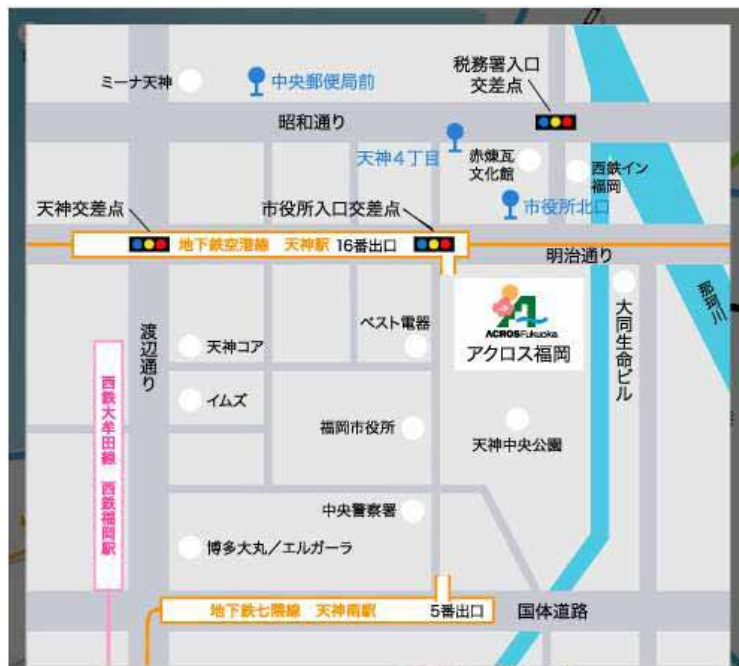 ミーナ天神
中央郵便局前
税務署入口
交差点
昭和通り
天神4丁目
赤煉瓦
文化館
西鉄イン
福岡
市役所北口
天神交差点
市役所入口交差点
地下鉄空港線 天神駅 16番出口
明治通り
那珂川
渡辺通り
ベスト電器
ACROS Fukuoka
アクロス福岡
大同生命ビル
天神コア
イムズ
西鉄大牟田線 西鉄福岡駅
福岡市役所
天神中央公園
中央警察署
博多大丸/エルガーラ
地下鉄七隈線 天神南駅 5番出口
国体道路